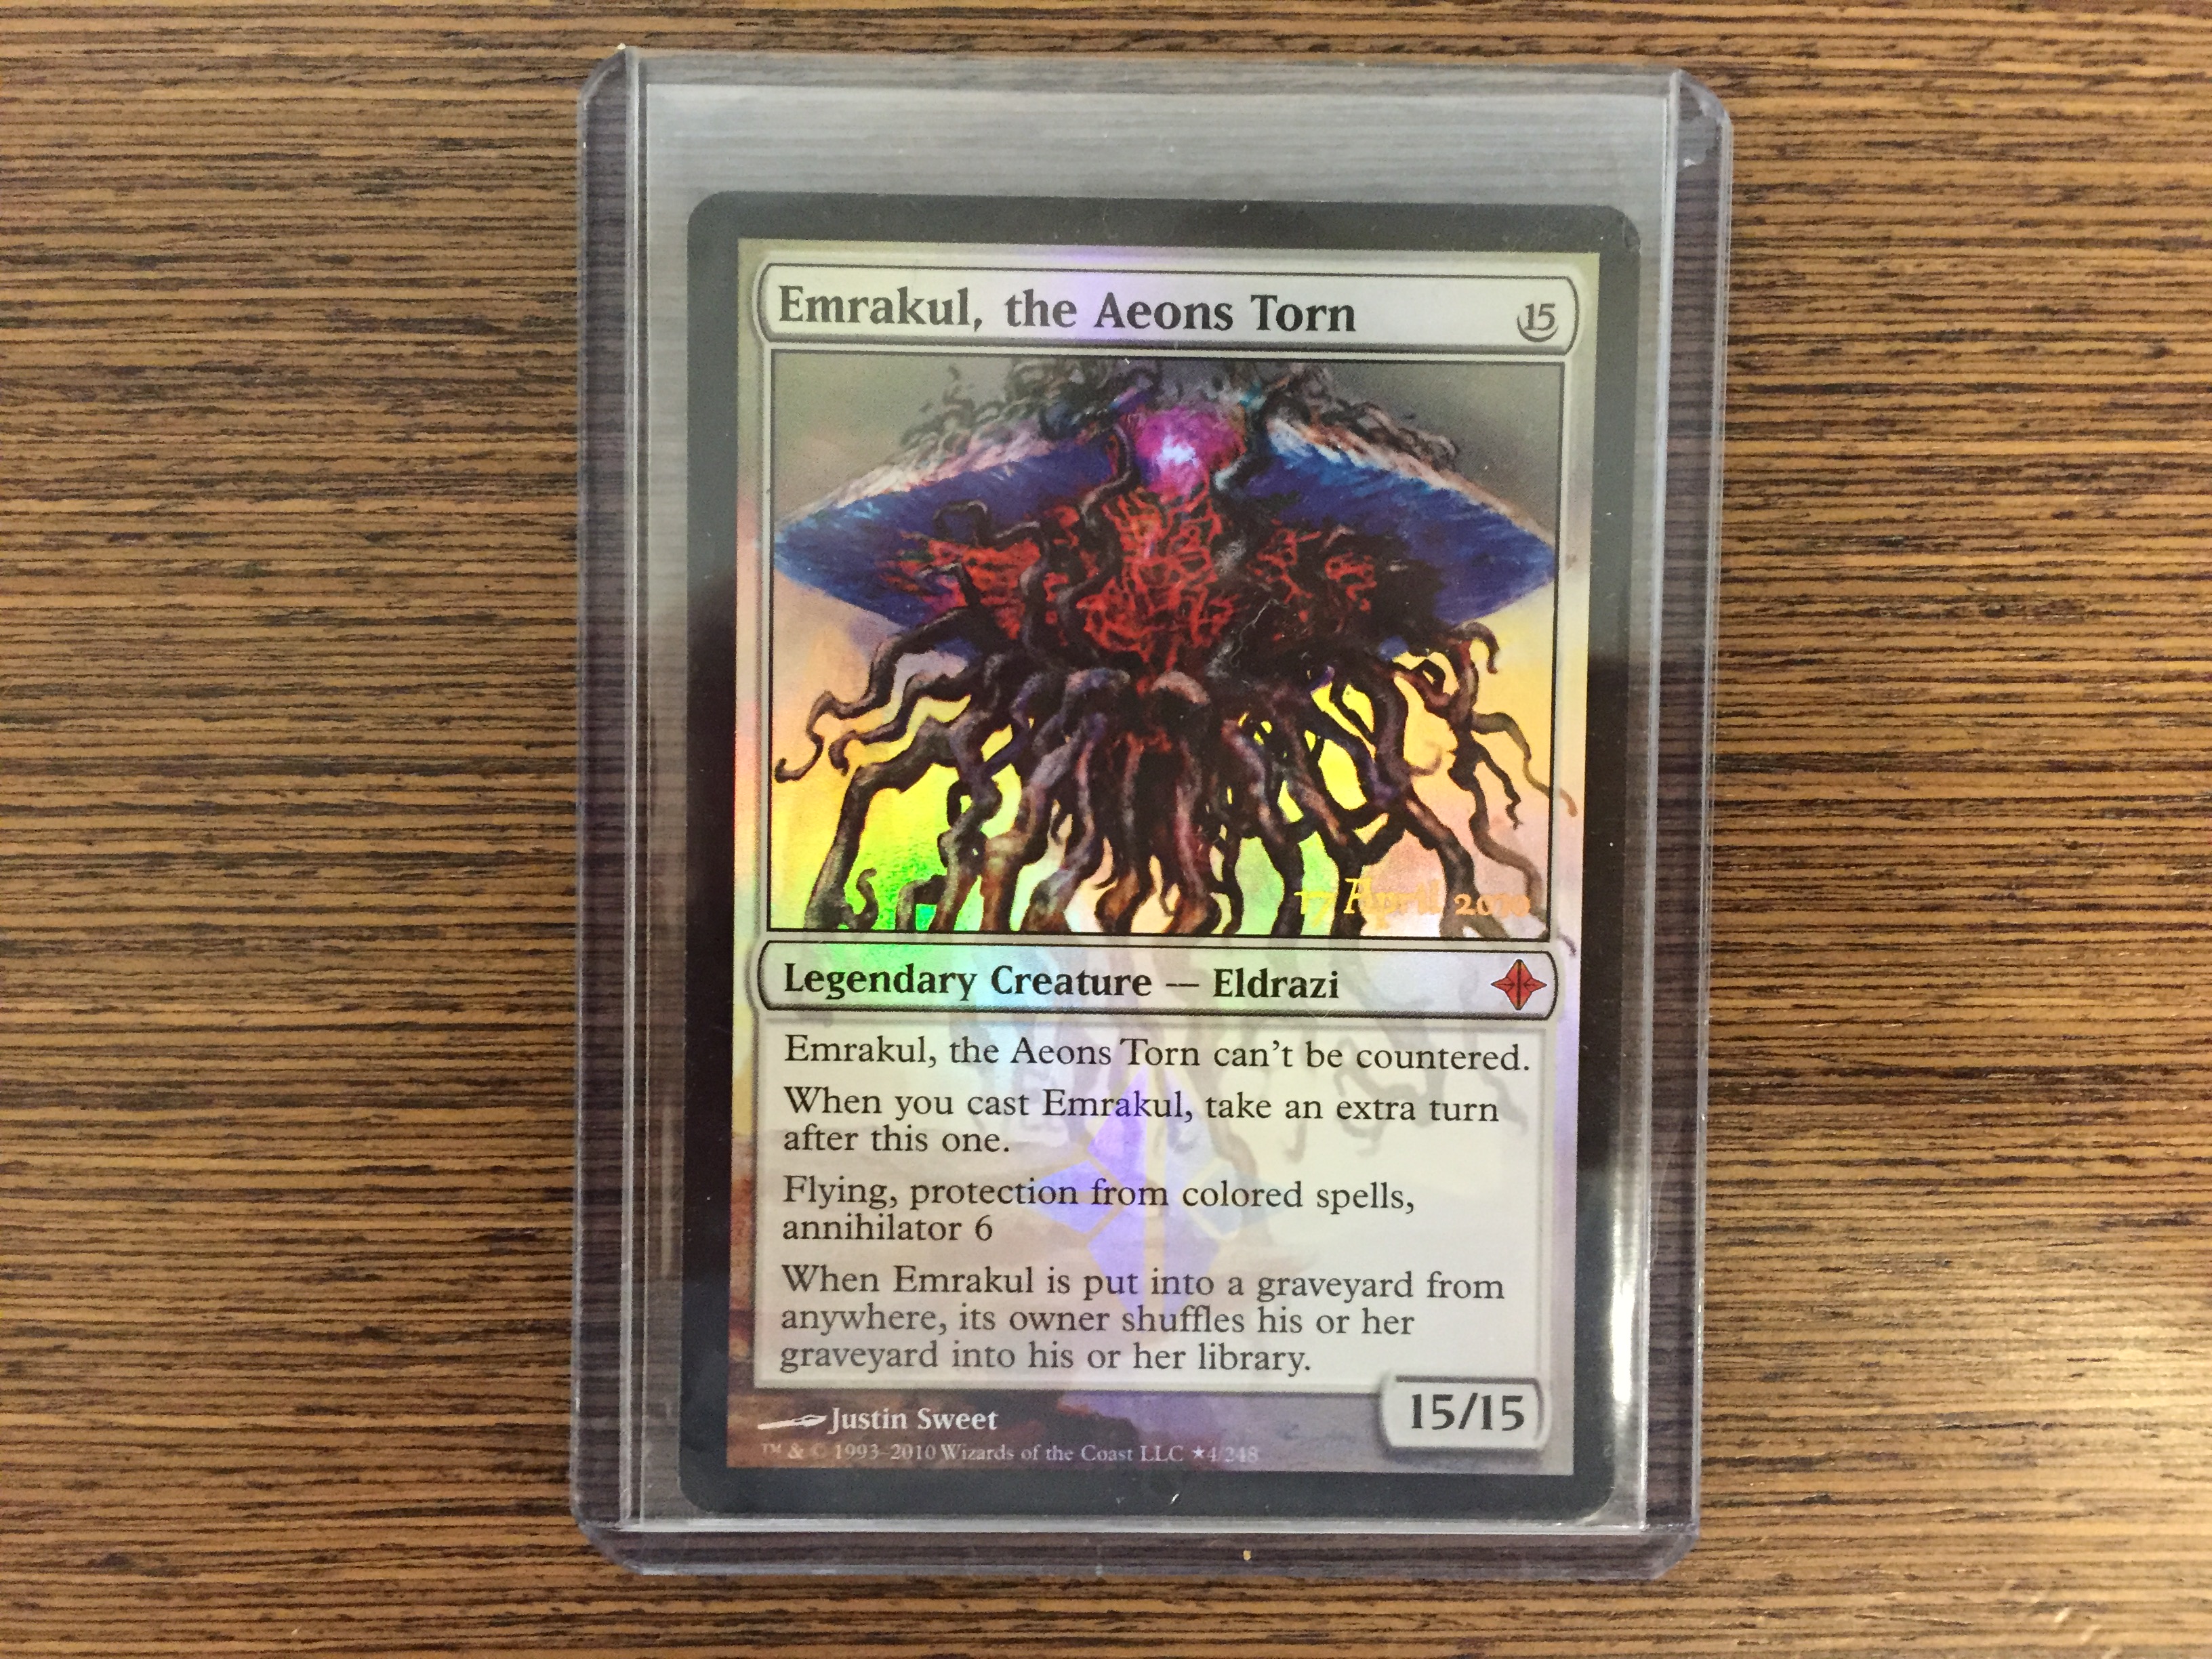 Emrakul, the Aeons Torn 15
17 April 2010
Legendary Creature — Eldrazi
Emrakul, the Aeons Torn can't be countered.
When you cast Emrakul, take an extra turn
after this one.
Flying, protection from colored spells,
annihilator 6
When Emrakul is put into a graveyard from
anywhere, its owner shuffles his or her
graveyard into his or her library.
15/15
Justin Sweet
™ & © 1993–2010 Wizards of the Coast LLC ★4/248